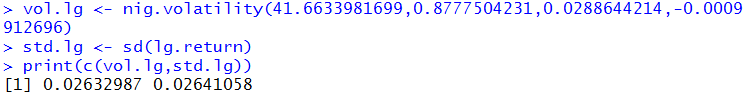 > vol.lg <- nig.volatility(41.6633981699,0.8777504231,0.0288644214,-0.0009
912696)
> std.lg <- sd(lg.return)
> print(c(vol.lg,std.lg))
[1] 0.02632987 0.02641058